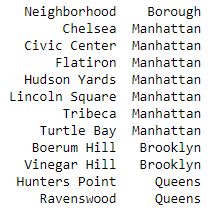 Neighborhood Borough
Chelsea Manhattan
Civic Center Manhattan
Flatiron Manhattan
Hudson Yards Manhattan
Lincoln Square Manhattan
Tribeca Manhattan
Turtle Bay Manhattan
Boerum Hill Brooklyn
Vinegar Hill Brooklyn
Hunters Point Queens
Ravenswood Queens